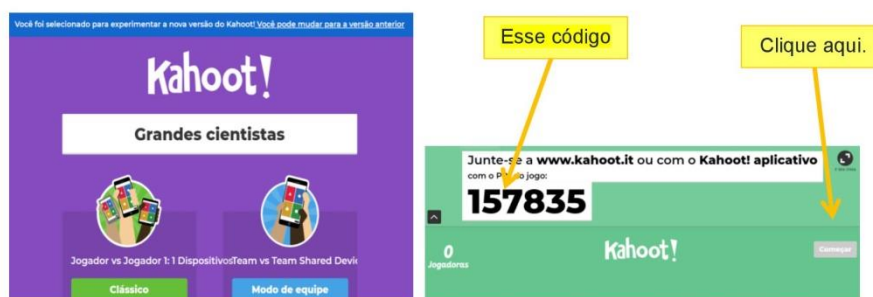 Você foi selecionado para experimentar a nova versão do Kahoot! Você pode mudar para a versão anterior
Kahoot!
Grandes cientistas
Jogador vs Jogador 1:1 Dispositivos
Team vs Team Shared Devic
Clássico
Modo de equipe
Esse código
Clique aqui.
Junte-se a www.kahoot.it ou com o Kahoot! aplicativo
com o P do jogo:
157835
0
Jogadoras
Kahoot!
Começar